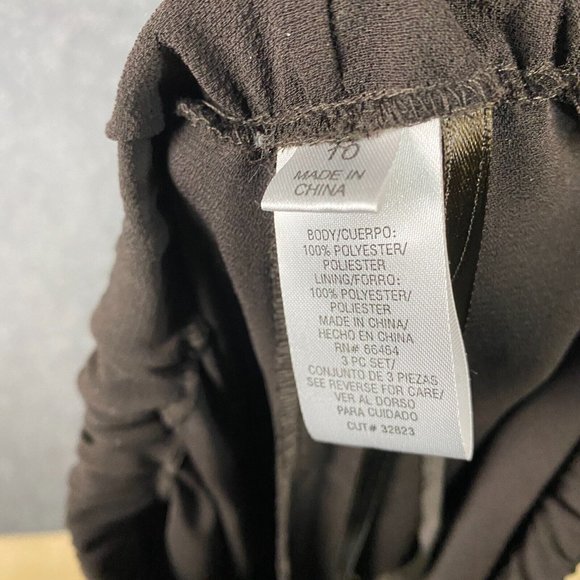 10
MADE IN
CHINA
BODY/CUERPO:
100% POLYESTER/
POLIESTER
LINING/FORRO:
100% POLYESTER/
POLIESTER
MADE IN CHINA/
HECHO EN CHINA
RN# 66464
3 PC SET/
CONJUNTO DE 3 PIEZAS
SEE REVERSE FOR CARE/
VER AL DORSO
PARA CUIDADO
CUT# 32823